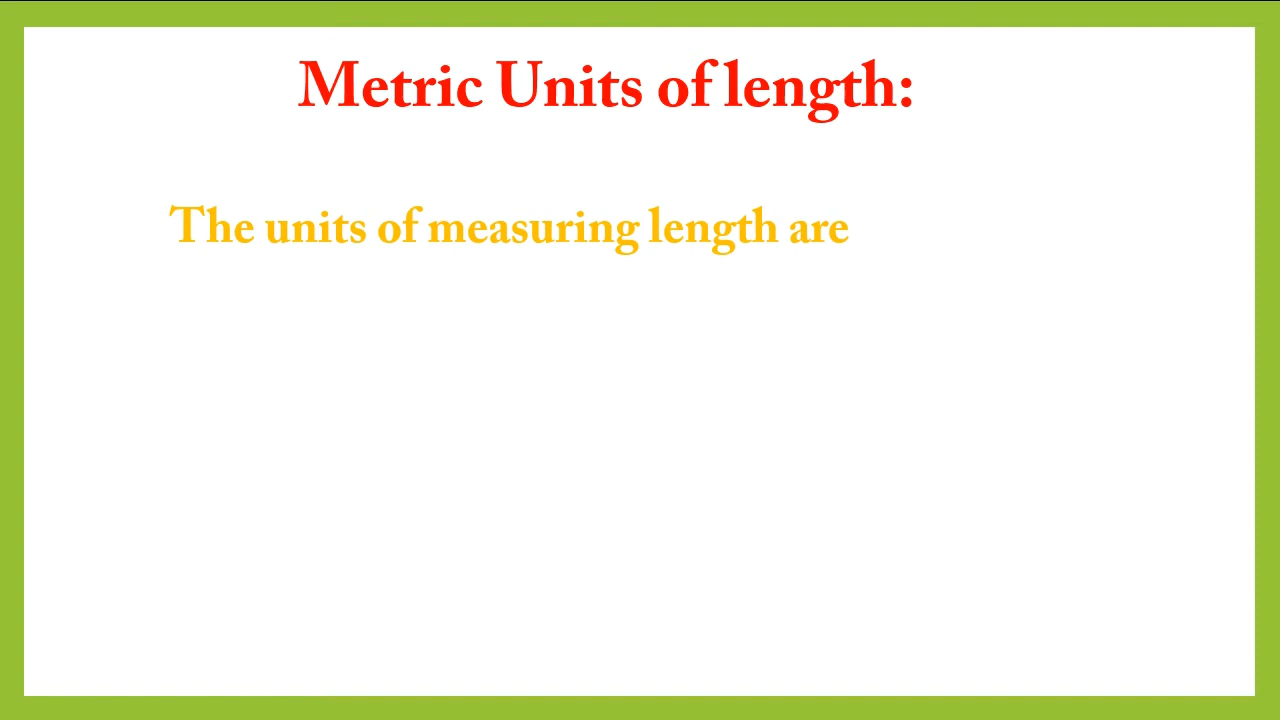 Metric Units of length:
The units of measuring length are